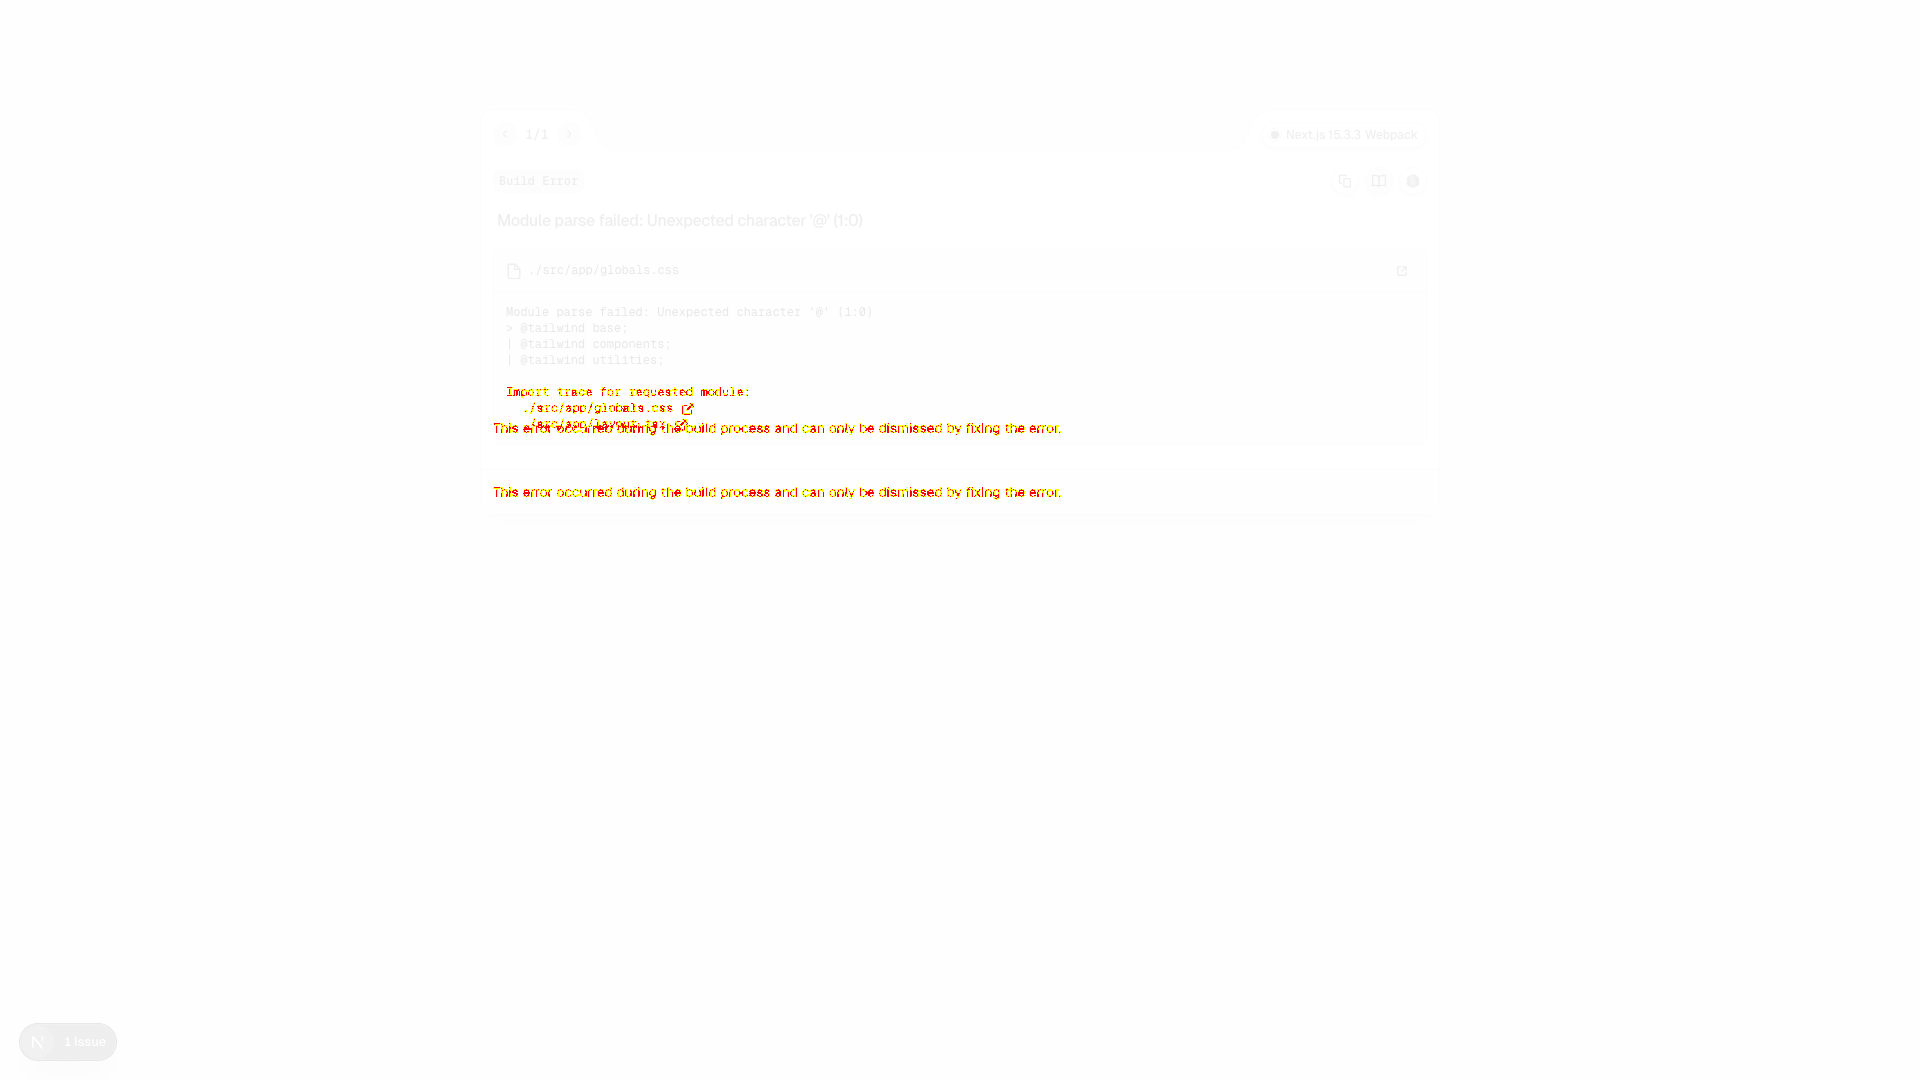 1/1
Next.js 15.3.3 Webpack
Build Error
Module parse failed: Unexpected character '@' (1:0)
./src/app/globals.css
Module parse failed: Unexpected character '@' (1:0)
> @tailwind base;
| @tailwind components;
| @tailwind utilities;
Import trace for requested module:
./src/app/globals.css
./src/app/layout.tsx
This error occurred during the build process and can only be dismissed by fixing the error.
This error occurred during the build process and can only be dismissed by fixing the error.
N 1 Issue